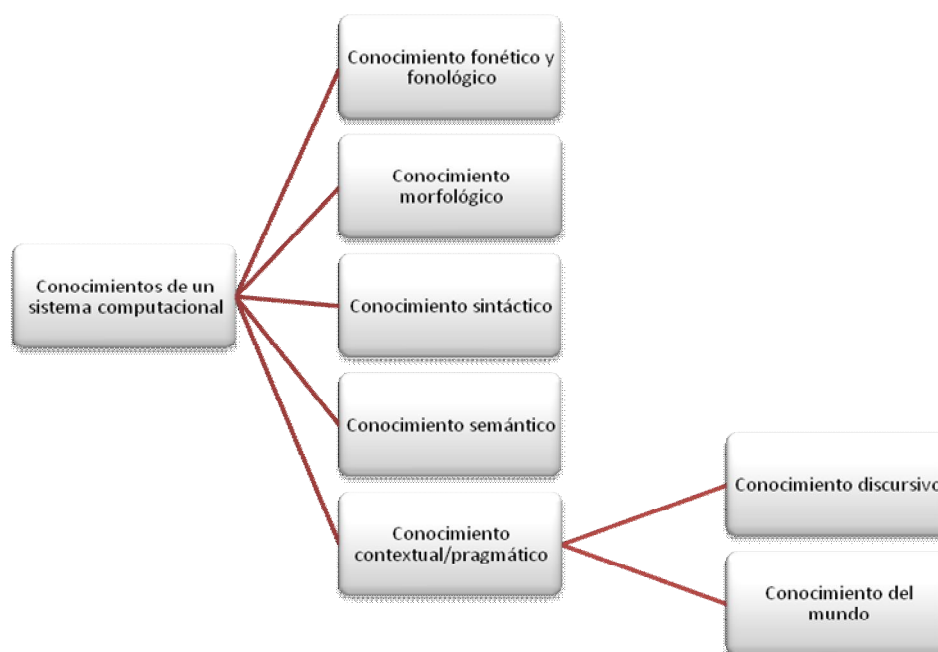 Conocimiento fonético y
fonológico
Conocimiento
morfológico
Conocimientos de un
sistema computacional
Conocimiento sintáctico
Conocimiento semántico
Conocimiento
contextual/pragmático
Conocimiento discursivo
Conocimiento del
mundo